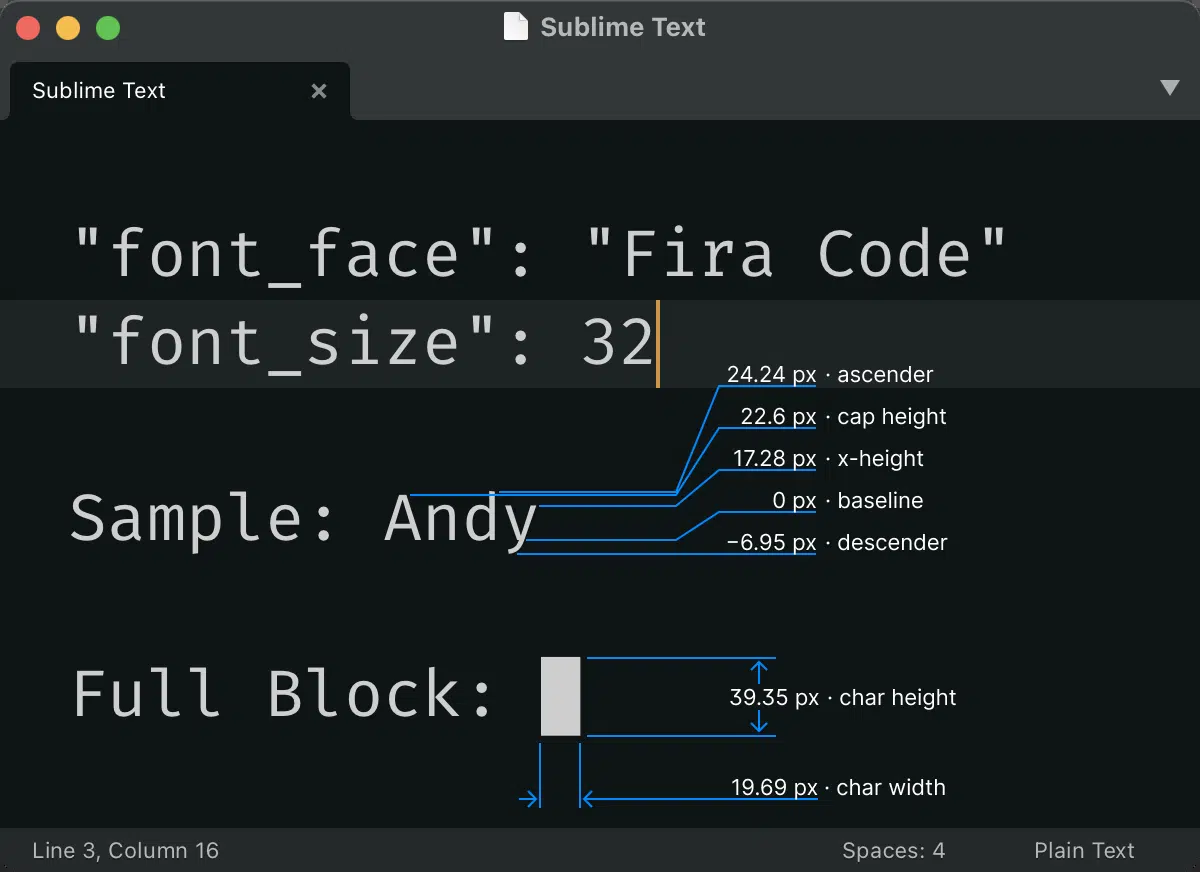 Sublime Text
Sublime Text ×
"font_face": "Fira Code"
"font_size": 32
24.24 px · ascender
22.6 px · cap height
17.28 px · x-height
Sample: Andy
0 px · baseline
−6.95 px · descender
Full Block: █
39.35 px · char height
19.69 px · char width
Line 3, Column 16
Spaces: 4
Plain Text